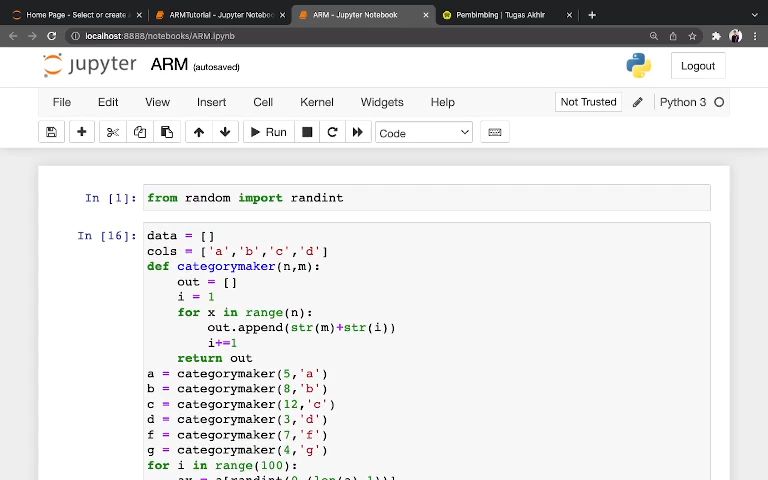 Home Page - Select or create a
ARMTutorial - Jupyter Noteboo
ARM - Jupyter Notebook
Pembimbing | Tugas Akhir
localhost:8888/notebooks/ARM.ipynb
jupyter ARM (autosaved)
Logout
File Edit View Insert Cell Kernel Widgets Help
Not Trusted
Python 3
Run
Code
In [1]: from random import randint
In [16]: data = []
cols = ['a','b','c','d']
def categorymaker(n,m):
    out = []
    i = 1
    for x in range(n):
        out.append(str(m)+str(i))
        i+=1
    return out
a = categorymaker(5,'a')
b = categorymaker(8,'b')
c = categorymaker(12,'c')
d = categorymaker(3,'d')
f = categorymaker(7,'f')
g = categorymaker(4,'g')
for i in range(100):